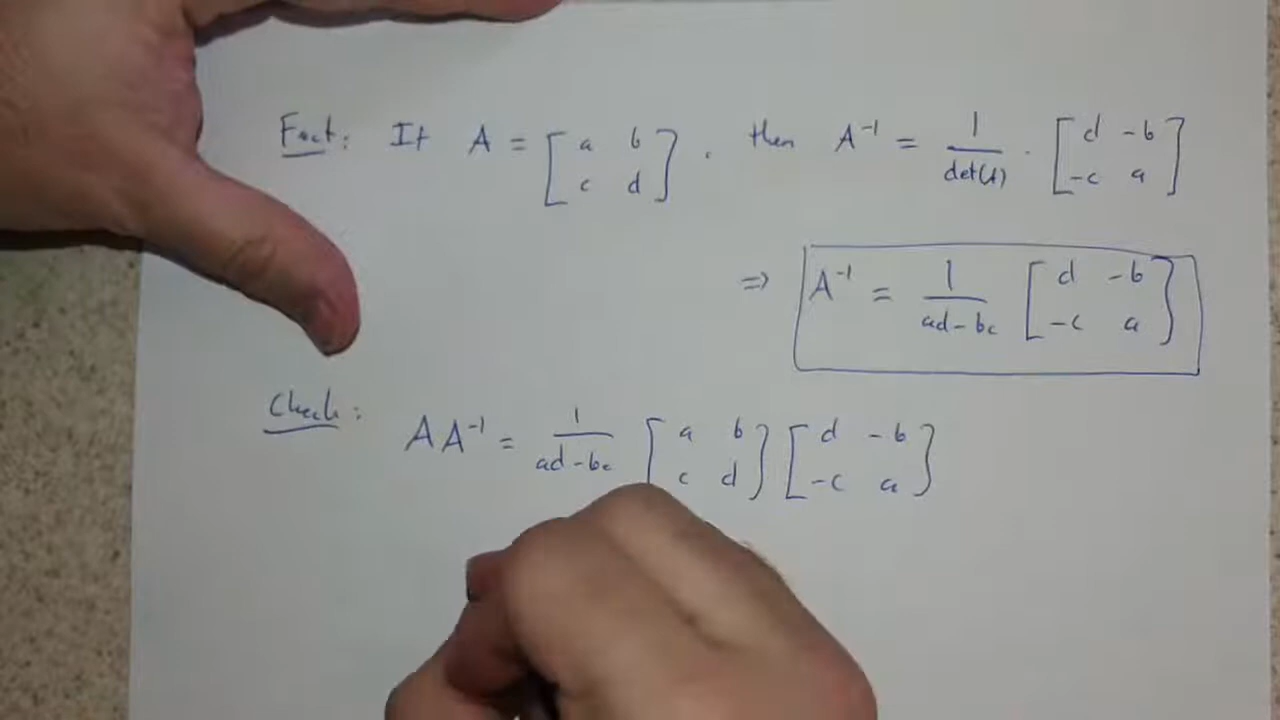 Fact: If A = [a b; c d], then A⁻¹ = 1/det(A) · [d -b; -c a]
⇒ A⁻¹ = 1/ad-bc [d -b; -c a]
Check: AA⁻¹ = 1/ad-bc [a b; c d] [d -b; -c a]